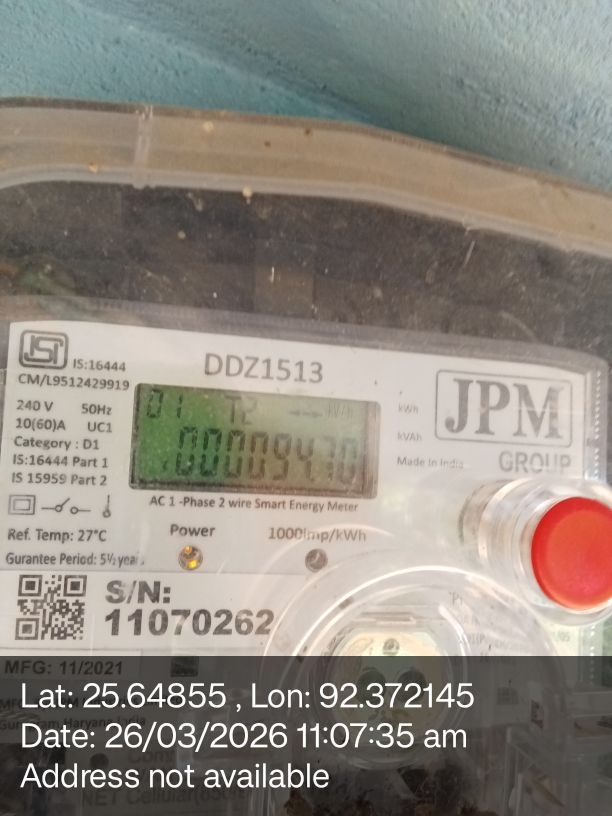 IS:16444
CM/L9512429919
DDZ1513
240 V 50Hz
10(60)A UC1
Category : D1
IS:16444 Part 1
IS 15959 Part 2
01 T2 kVAh
00009470
kWh
kVAh
Made in India
JPM
GROUP
AC 1 -Phase 2 wire Smart Energy Meter
Ref. Temp: 27°C
Power
1000imp/kWh
Gurantee Period: 5½ years
S/N:
11070262
MFG: 11/2021
Lat: 25.64855 , Lon: 92.372145
Date: 26/03/2026 11:07:35 am
Address not available